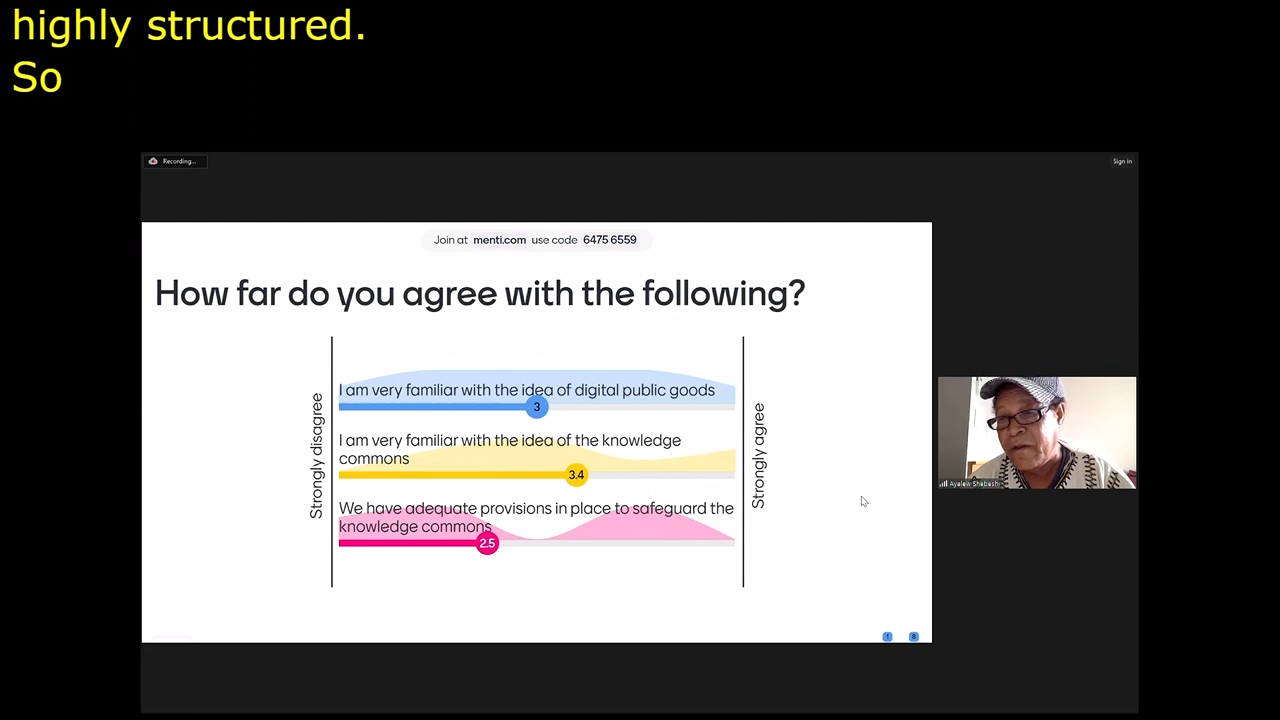 highly structured.
So
Recording...
Sign in
Join at menti.com use code 6475 6559
How far do you agree with the following?
Strongly disagree
I am very familiar with the idea of digital public goods
3
I am very familiar with the idea of the knowledge
commons
3.4
We have adequate provisions in place to safeguard the
knowledge commons
2.5
Strongly agree
1
8